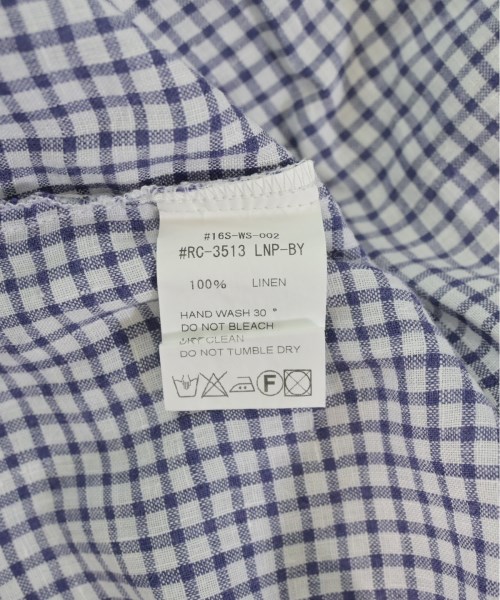 #16S-WS-002
#RC-3513 LNP-BY
100% LINEN
HAND WASH 30 °
DO NOT BLEACH
DRY CLEAN
DO NOT TUMBLE DRY
F